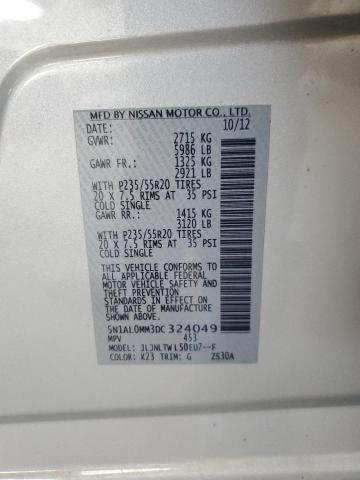 MFD BY NISSAN MOTOR CO., LTD.
DATE: 10/12
GVWR: 2715 KG
5986 LB
GAWR FR.: 1325 KG
2921 LB
WITH P235/55R20 TIRES
20 X 7.5 RIMS AT 35 PSI
COLD SINGLE
GAWR RR.: 1415 KG
3120 LB
WITH P235/55R20 TIRES
20 X 7.5 RIMS AT 35 PSI
COLD SINGLE
THIS VEHICLE CONFORMS TO
ALL APPLICABLE FEDERAL
MOTOR VEHICLE SAFETY AND
THEFT PREVENTION
STANDARDS IN EFFECT ON
THE DATE OF MANUFACTURE
SHOWN ABOVE.
5N1AL0MM3DC324049
MPV 453
MODEL: JLJNLTWL50EU7--F
COLOR: K23 TRIM: G ZS30A